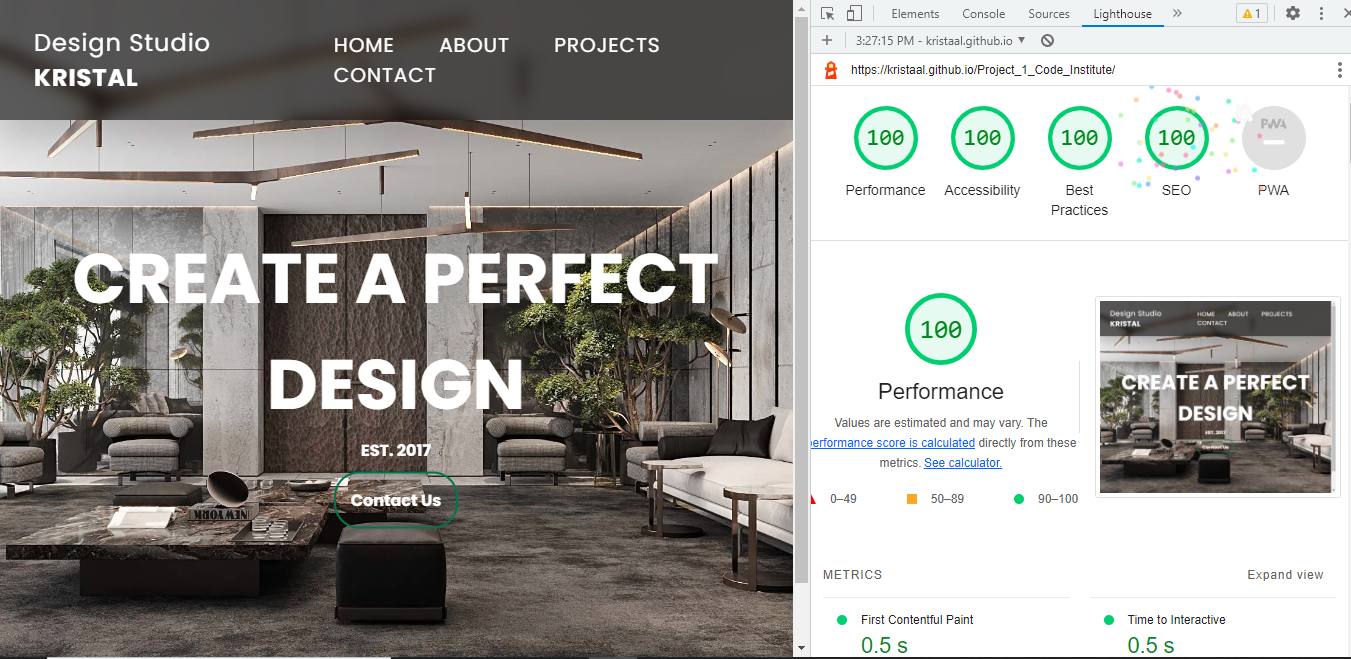 Design Studio
KRISTAL
HOME ABOUT PROJECTS
CONTACT
CREATE A PERFECT
DESIGN
EST. 2017
Contact Us
NEW YORK
Elements Console Sources Lighthouse » 1
3:27:15 PM - kristaal.github.io
https://kristaal.github.io/Project_1_Code_Institute/
100 100 100 100 PWA
Performance Accessibility Best Practices SEO PWA
100
Performance
Values are estimated and may vary. The
performance score is calculated directly from these
metrics. See calculator.
0–49 50–89 90–100
Design Studio
KRISTAL
HOME ABOUT PROJECTS
CONTACT
CREATE A PERFECT
DESIGN
EST. 2017
Contact Us
METRICS Expand view
First Contentful Paint Time to Interactive
0.5 s 0.5 s